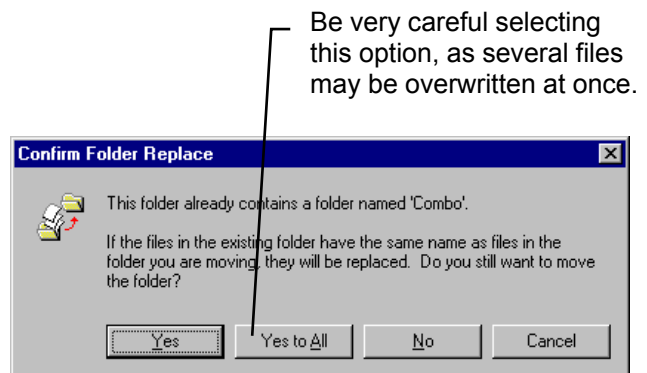 Be very careful selecting
this option, as several files
may be overwritten at once.
Confirm Folder Replace
This folder already contains a folder named 'Combo'.
If the files in the existing folder have the same name as files in the
folder you are moving, they will be replaced.  Do you still want to move
the folder?
Yes
Yes to All
No
Cancel